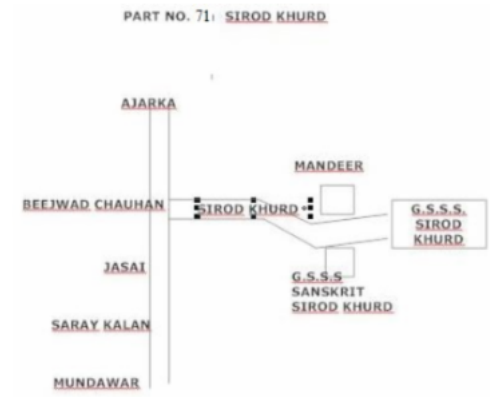 PART NO. 71: SIROD KHURD
AJARKA
MANDEER
BEEJWAD CHAUHAN
SIROD KHURD
G.S.S.S.
SIROD
KHURD
JASAI
G.S.S.S
SANSKRIT
SIROD KHURD
SARAY KALAN
MUNDAWAR